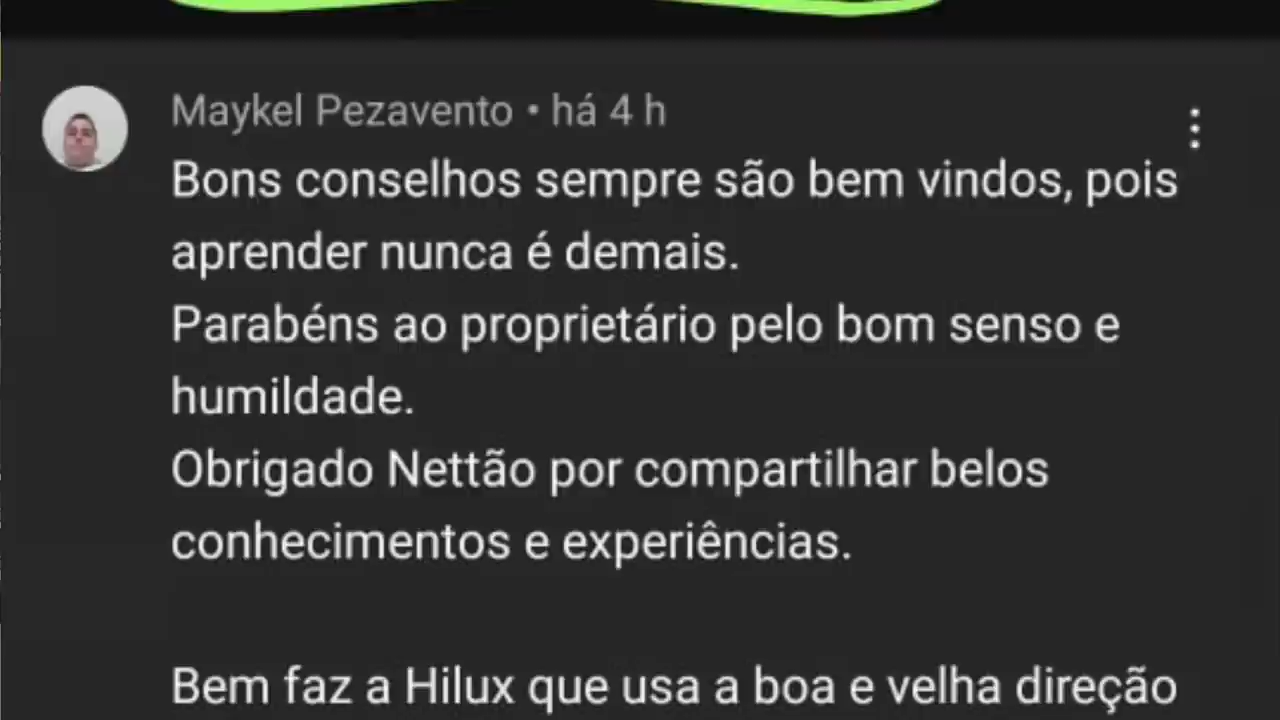 Maykel Pezavento • há 4 h
Bons conselhos sempre são bem vindos, pois
aprender nunca é demais.
Parabéns ao proprietário pelo bom senso e
humildade.
Obrigado Nettão por compartilhar belos
conhecimentos e experiências.
Bem faz a Hilux que usa a boa e velha direção